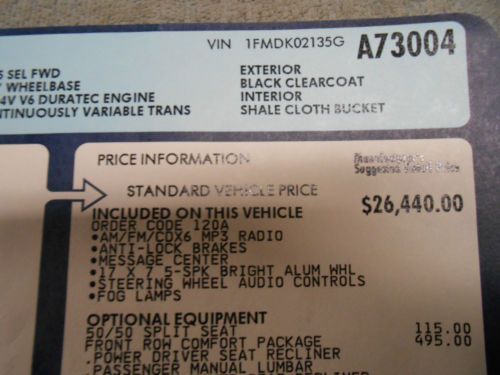 VIN 1FMDK02135G A73004
SEL FWD
WHEELBASE
4V V6 DURATEC ENGINE
CONTINUOUSLY VARIABLE TRANS
EXTERIOR
BLACK CLEARCOAT
INTERIOR
SHALE CLOTH BUCKET
PRICE INFORMATION
Manufacturer's
Suggested Retail Price
STANDARD VEHICLE PRICE $26,440.00
INCLUDED ON THIS VEHICLE
ORDER CODE 120A
•AM/FM/CDX6 MP3 RADIO
•ANTI-LOCK BRAKES
•MESSAGE CENTER
•17 X 7 5-SPK BRIGHT ALUM WHL
•STEERING WHEEL AUDIO CONTROLS
•FOG LAMPS
OPTIONAL EQUIPMENT
50/50 SPLIT SEAT 115.00
FRONT ROW COMFORT PACKAGE 495.00
.POWER DRIVER SEAT RECLINER
.PASSENGER MANUAL LUMBAR